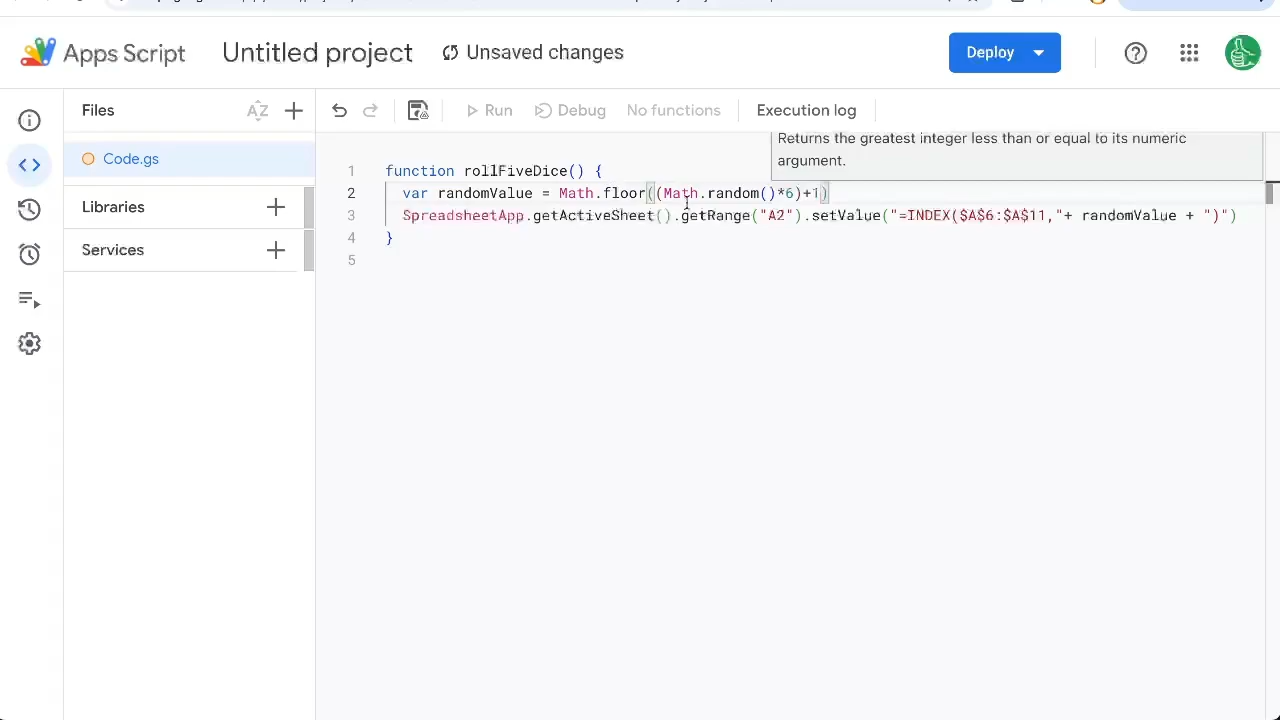 Apps Script
Untitled project
Unsaved changes
Deploy
Files
AZ
Run
Debug
No functions
Execution log
Code.gs
Libraries
Services
Returns the greatest integer less than or equal to its numeric
argument.
1 function rollFiveDice() {
2 var randomValue = Math.floor((Math.random()*6)+1)
3 SpreadsheetApp.getActiveSheet().getRange("A2").setValue("=INDEX($A$6:$A$11,"+ randomValue + ")")
4 }
5